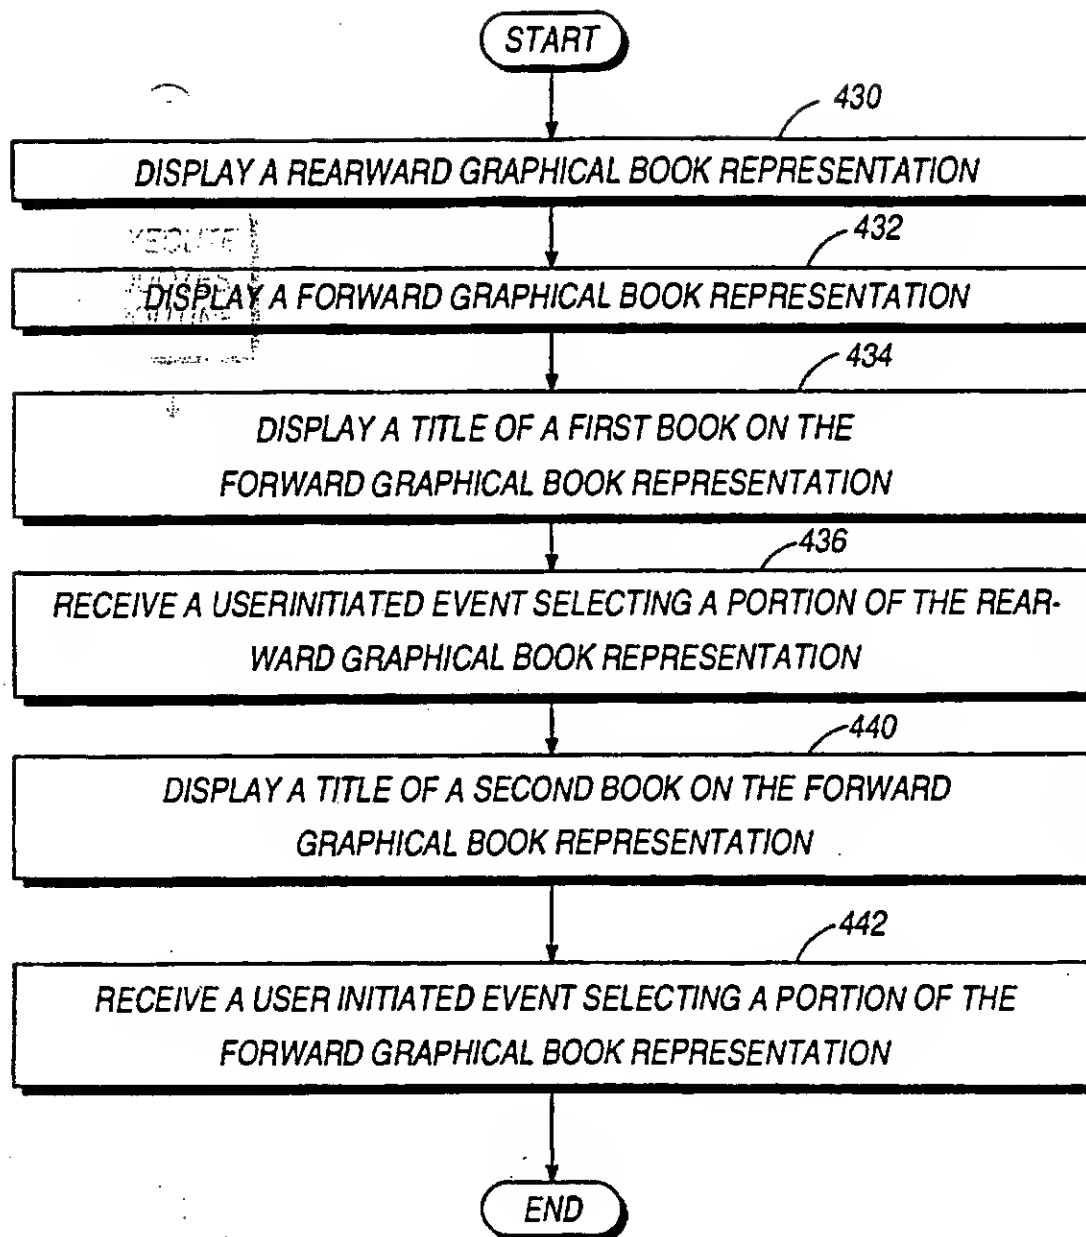 START
430
DISPLAY A REARWARD GRAPHICAL BOOK REPRESENTATION
432
DISPLAY A FORWARD GRAPHICAL BOOK REPRESENTATION
434
DISPLAY A TITLE OF A FIRST BOOK ON THE
FORWARD GRAPHICAL BOOK REPRESENTATION
436
RECEIVE A USERINITIATED EVENT SELECTING A PORTION OF THE REAR-
WARD GRAPHICAL BOOK REPRESENTATION
440
DISPLAY A TITLE OF A SECOND BOOK ON THE FORWARD
GRAPHICAL BOOK REPRESENTATION
442
RECEIVE A USER INITIATED EVENT SELECTING A PORTION OF THE
FORWARD GRAPHICAL BOOK REPRESENTATION
END